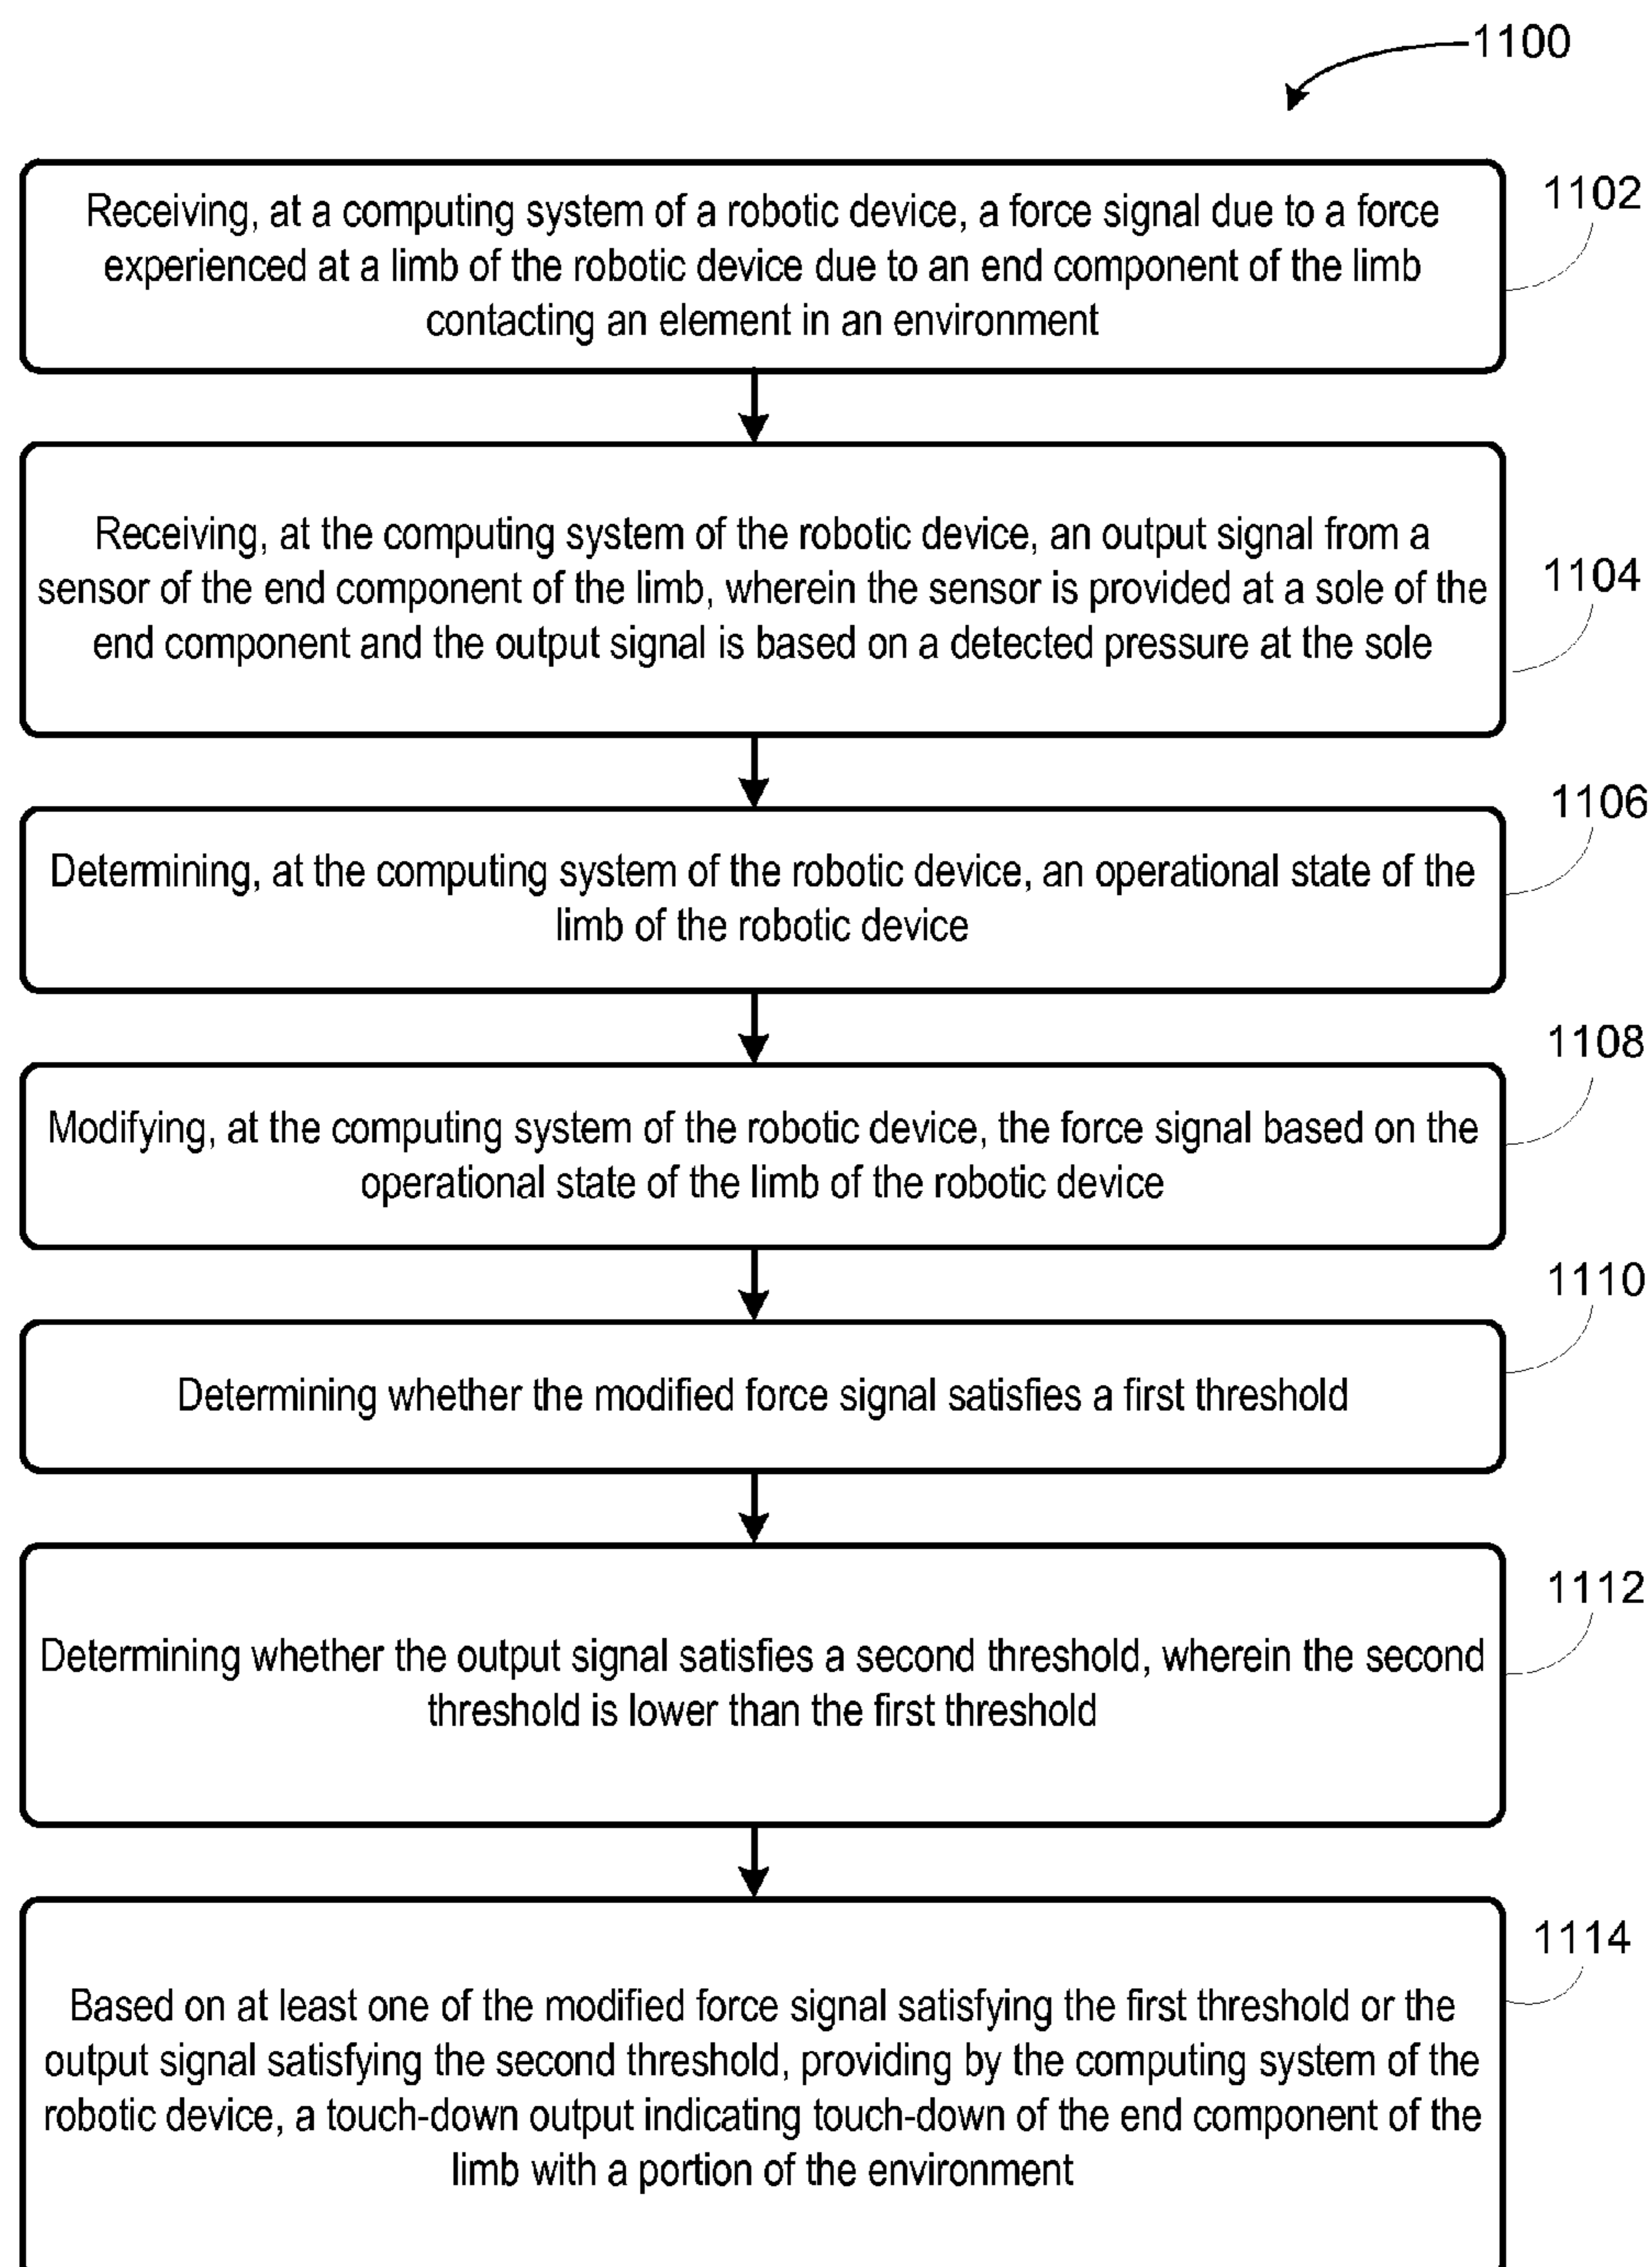 1100
Receiving, at a computing system of a robotic device, a force signal due to a force
experienced at a limb of the robotic device due to an end component of the limb
contacting an element in an environment
1102
Receiving, at the computing system of the robotic device, an output signal from a
sensor of the end component of the limb, wherein the sensor is provided at a sole of the
end component and the output signal is based on a detected pressure at the sole
1104
Determining, at the computing system of the robotic device, an operational state of the
limb of the robotic device
1106
Modifying, at the computing system of the robotic device, the force signal based on the
operational state of the limb of the robotic device
1108
Determining whether the modified force signal satisfies a first threshold
1110
Determining whether the output signal satisfies a second threshold, wherein the second
threshold is lower than the first threshold
1112
Based on at least one of the modified force signal satisfying the first threshold or the
output signal satisfying the second threshold, providing by the computing system of the
robotic device, a touch-down output indicating touch-down of the end component of the
limb with a portion of the environment
1114